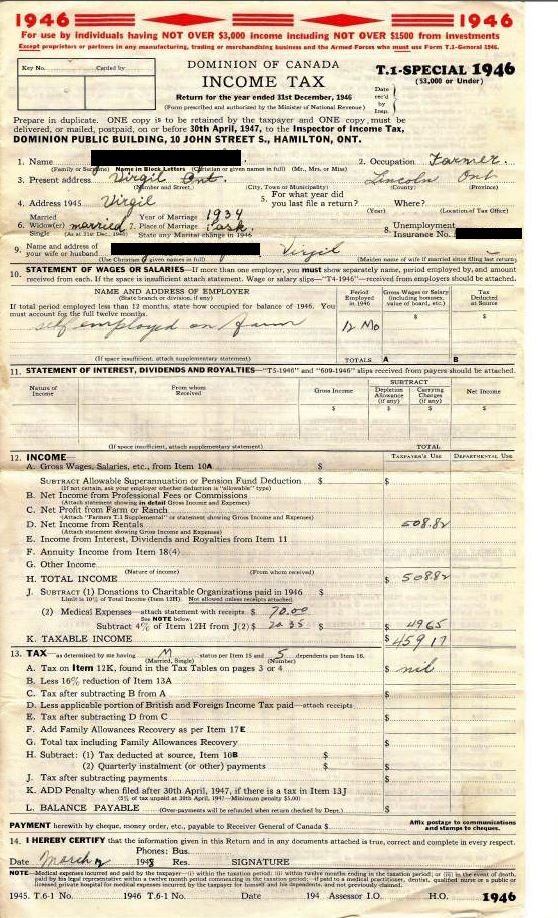 1946 1946
For use by individuals having NOT OVER $3,000 income including NOT OVER $1500 from investments
Except proprietors or partners in any manufacturing, trading or merchandising business and the Armed Forces who must use Form T.1-General 1946.
Key No. Carded by
DOMINION OF CANADA
INCOME TAX
Return for the year ended 31st December, 1946
(Form prescribed and authorized by the Minister of National Revenue)
T.1-SPECIAL 1946
($3,000 or Under)
Date rec'd by Insp.
Prepare in duplicate. ONE copy is to be retained by the taxpayer and ONE copy must be
delivered, or mailed, postpaid, on or before 30th April, 1947, to the Inspector of Income Tax,
DOMINION PUBLIC BUILDING, 10 JOHN STREET S., HAMILTON, ONT.
1. Name 2. Occupation Farmer.
(Family or Surname) Name in Block Letters (Christian or given names in full) (Mr., Mrs. or Miss)
3. Present address Virgil Ont. Lincoln Ont
(Number and Street) (City, Town or Municipality) (County) (Province)
4. Address 1945 Virgil 5. For what year did you last file a return? Where?
(Year) (Location of Tax Office)
6. Married Widow(er) Single married (As at 31st Dec. 1946) 7. Year of Marriage 1934 Place of Marriage Sask. State any Marital change in 1946
8. Unemployment Insurance No.
9. Name and address of your wife or husband Virgil
(Use Christian given names in full) (Maiden name of wife if married since filing last return)
10. STATEMENT OF WAGES OR SALARIES—If more than one employer, you must show separately name, period employed by, and amount
received from each. If the space is insufficient attach statement. Wage or salary slips—"T4-1946"—received from employers should be attached.
NAME AND ADDRESS OF EMPLOYER
(State branch or division, if any)
If total period employed less than 12 months, state how occupied for balance of 1946. You
must account for the full twelve months.
Period Employed in 1946 Gross Wages or Salary (including bonuses, value of board, etc.) Tax Deducted at Source
$ $
self employed on farm 12 Mo
(If space insufficient, attach supplementary statement) TOTALS A B
11. STATEMENT OF INTEREST, DIVIDENDS AND ROYALTIES—"T5-1946" and "609-1946" slips received from payers should be attached.
Nature of Income From whom Received Gross Income SUBTRACT Depletion Allowance (if any) Carrying Charges (if any) Net Income
$ $ $ $
(If space insufficient, attach supplementary statement) TOTAL
12. INCOME— TAXPAYER'S USE DEPARTMENTAL USE
A. Gross Wages, Salaries, etc., from Item 10A $
SUBTRACT Allowable Superannuation or Pension Fund Deduction $ $
(If not certain, ask your employer whether deduction is "allowable" type)
B. Net Income from Professional Fees or Commissions
(Attach statement showing in detail Gross Income and Expenses)
C. Net Profit from Farm or Ranch
(Attach "Farmers T.1 Supplemental" or statement showing Gross Income and Expenses)
D. Net Income from Rentals 508.82
(Attach statement showing Gross Income and Expenses)
E. Income from Interest, Dividends and Royalties from Item 11
F. Annuity Income from Item 18(4)
G. Other Income
(Nature of income) (From whom received)
H. TOTAL INCOME $ 508 82
J. SUBTRACT (1) Donations to Charitable Organizations paid in 1946 $
Limit is 10% of Total Income (Item 12H). Not allowed unless receipts attached.
(2) Medical Expenses—attach statement with receipts $ 70.00
See NOTE below.
Subtract 4% of Item 12H from J(2) $ 20 35 $ 49 65
K. TAXABLE INCOME $ 459 17
13. TAX as determined by me having M status per Item 15 and 5 dependents per Item 16.
(Married, Single) (Number)
A. Tax on Item 12K, found in the Tax Tables on pages 3 or 4 $ nil
B. Less 16% reduction of Item 13A
C. Tax after subtracting B from A $
D. Less applicable portion of British and Foreign Income Tax paid—attach receipts
E. Tax after subtracting D from C $
F. Add Family Allowances Recovery as per Item 17E
G. Total tax including Family Allowances Recovery $
H. Subtract: (1) Tax deducted at source, Item 10B $
(2) Quarterly instalment (or other) payments $
J. Tax after subtracting payments $
K. ADD Penalty when filed after 30th April, 1947, if there is a tax in Item 13J
(5% of tax unpaid at 30th April, 1947—Minimum penalty $5.00)
L. BALANCE PAYABLE (Over-payments will be refunded when return checked by Dept.) $
PAYMENT herewith by cheque, money order, etc., payable to Receiver General of Canada $
Affix postage to communications and stamps to cheques.
14. I HEREBY CERTIFY that the information given in this Return and in any documents attached is true, correct and complete in every respect.
Phones: Bus.
Date March 1948 Res. SIGNATURE
NOTE—Medical expenses incurred and paid by the taxpayer—(i) within the taxation period; (ii) within twelve months ending in the taxation period; or (iii) in the event of death,
paid by his legal representative within a twelve month period commencing in the taxation period:—if paid to a medical practitioner, dentist, qualified nurse or a public or
licensed private hospital for medical expenses incurred by the taxpayer for himself and his dependents, and not previously claimed.
1945. T.6-1 No. 1946 T.6-1 No. Date 194 Assessor I.O. H.O. 1946